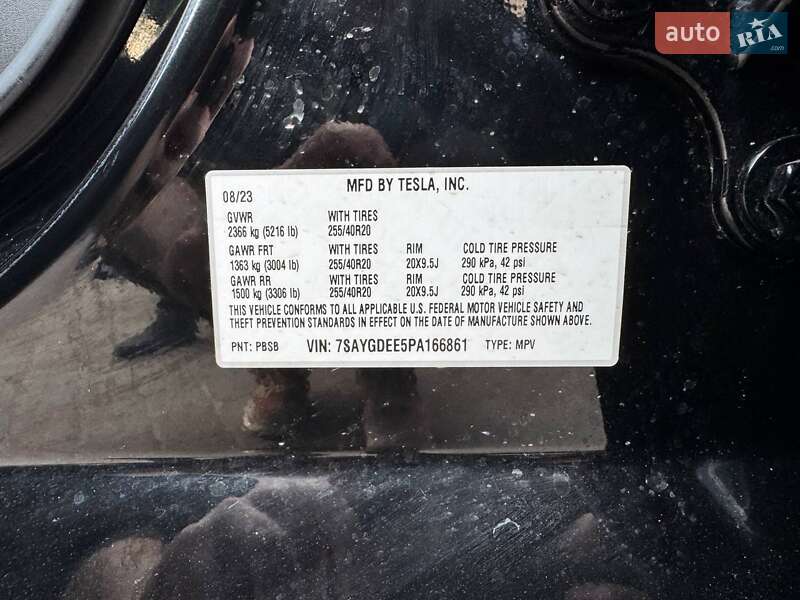 auto RIA .com
MFD BY TESLA, INC.
08/23
GVWR WITH TIRES
2366 kg (5216 lb) 255/40R20
GAWR FRT WITH TIRES RIM COLD TIRE PRESSURE
1363 kg (3004 lb) 255/40R20 20X9.5J 290 kPa, 42 psi
GAWR RR WITH TIRES RIM COLD TIRE PRESSURE
1500 kg (3306 lb) 255/40R20 20X9.5J 290 kPa, 42 psi
THIS VEHICLE CONFORMS TO ALL APPLICABLE U.S. FEDERAL MOTOR VEHICLE SAFETY AND
THEFT PREVENTION STANDARDS IN EFFECT ON THE DATE OF MANUFACTURE SHOWN ABOVE.
PNT: PBSB VIN: 7SAYGDEE5PA166861 TYPE: MPV